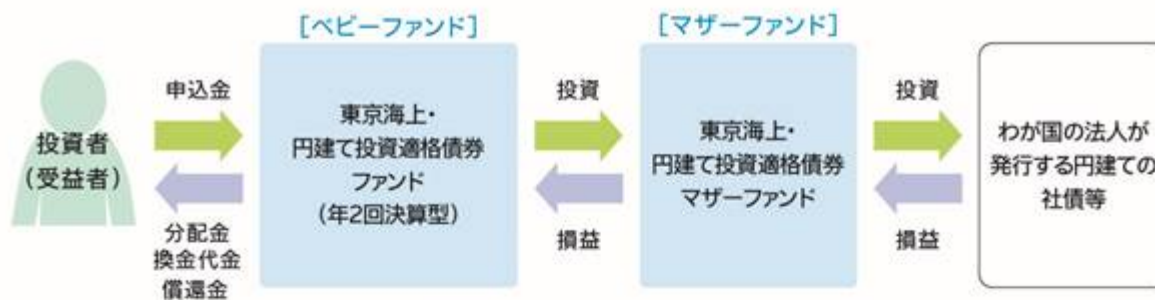 [ベビーファンド]
[マザーファンド]
投資者
(受益者)
申込金
分配金
換金代金
償還金
東京海上・
円建て投資適格債券
ファンド
(年2回決算型)
投資
損益
東京海上・
円建て投資適格債券
マザーファンド
投資
損益
わが国の法人が
発行する円建ての
社債等